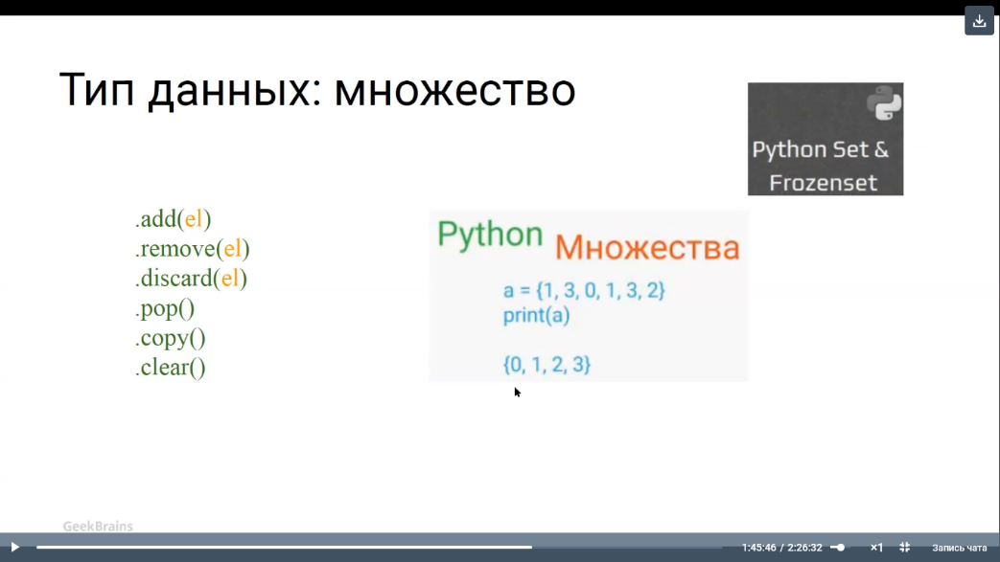 Тип данных: множество
Python Set &
Frozenset
.add(el)
.remove(el)
.discard(el)
.pop()
.copy()
.clear()
Python Множества
a = {1, 3, 0, 1, 3, 2}
print(a)
{0, 1, 2, 3}
GeekBrains
1:45:46 / 2:26:32
×1
Запись чата